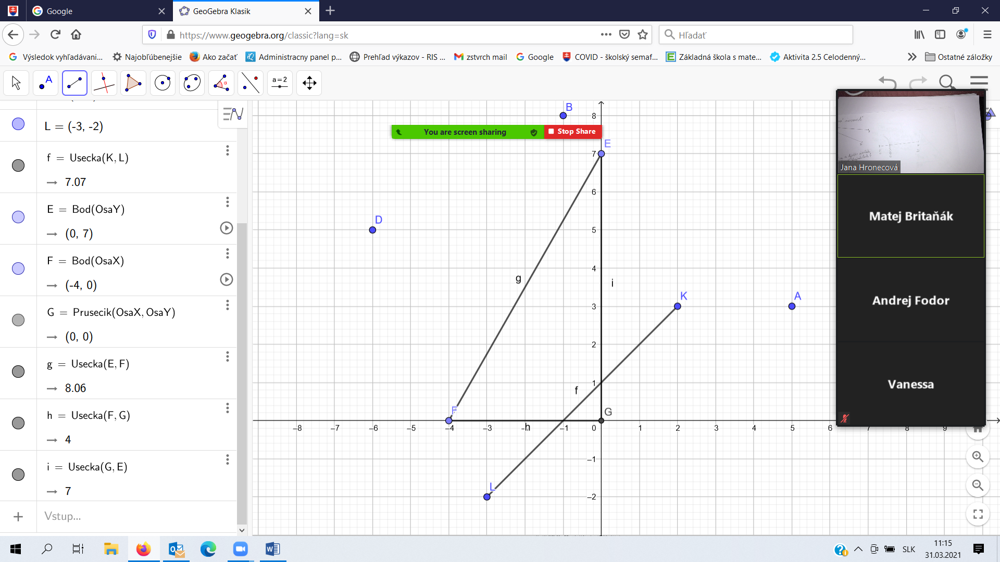 Google
GeoGebra Klasik
https://www.geogebra.org/classic?lang=sk
Hľadať
Výsledok vyhľadávani...
Najobľúbenejšie
Ako začať
Administracny panel p...
Prehľad výkazov - RIS ...
zstvrch mail
Google
COVID - školský semaf...
Základná škola s mate...
Aktivita 2.5 Celodenný...
Ostatné záložky
A
α
a=2
L = (-3, -2)
f = Usecka(K, L)
→ 7.07
E = Bod(OsaY)
→ (0, 7)
F = Bod(OsaX)
→ (-4, 0)
G = Prusecik(OsaX, OsaY)
→ (0, 0)
g = Usecka(E, F)
→ 8.06
h = Usecka(F, G)
→ 4
i = Usecka(G, E)
→ 7
Vstup...
B
8
You are screen sharing
Stop Share
E
7
6
D
5
4
g
i
K
A
3
2
1
f
F
G
–8 –7 –6 –5 –4 –3 h –1 0 1 2 3 4 5 6 7 8 9
–1
L
–2
Jana Hronecová
Matej Britaňák
Andrej Fodor
Vanessa
SLK
11:15
31.03.2021